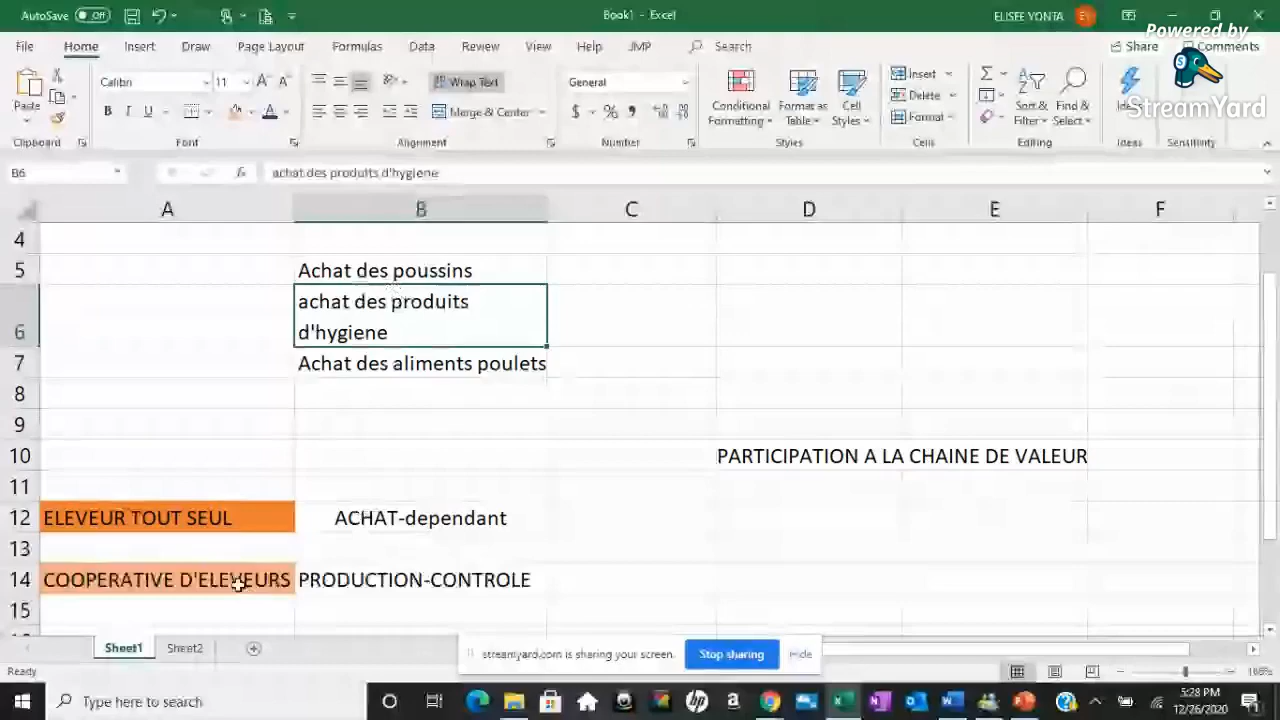 AutoSave Off
Book1 - Excel
ELISEE YONTA
EY
Powered by
StreamYard
File Home Insert Draw Page Layout Formulas Data Review View Help JMP Search Share Comments
Paste
Calibri 11
Wrap Text
General
Merge & Center
B I U
$ % ,
Conditional Formatting
Format as Table
Cell Styles
Insert
Delete
Format
Sort & Filter
Find & Select
Clipboard Font Alignment Number Styles Cells Editing Ideas Sensitivity
B6 fx achat des produits d'hygiene
A B C D E F
4
5 Achat des poussins
6 achat des produits
d'hygiene
7 Achat des aliments poulets
8
9
10 PARTICIPATION A LA CHAINE DE VALEUR
11
12 ELEVEUR TOUT SEUL ACHAT-dependant
13
14 COOPERATIVE D'ELEVEURS PRODUCTION-CONTROLE
15
Sheet1 Sheet2
streamyard.com is sharing your screen. Stop sharing Hide
Ready
Type here to search
5:28 PM
12/26/2020